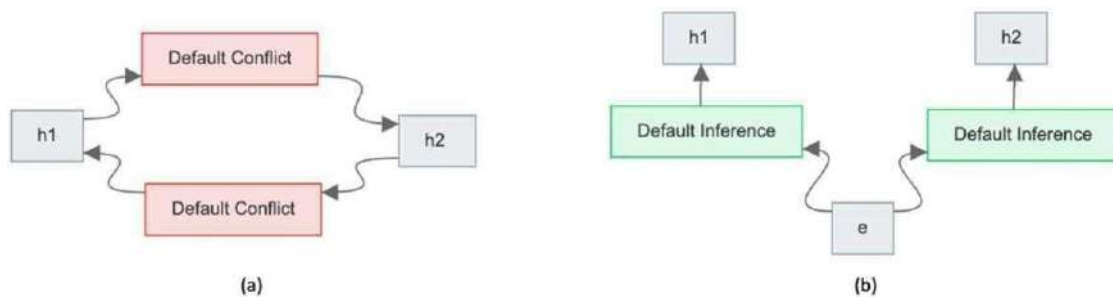 Default Conflict
h1
h2
Default Conflict
(a)
h1
h2
Default Inference
Default Inference
e
(b)